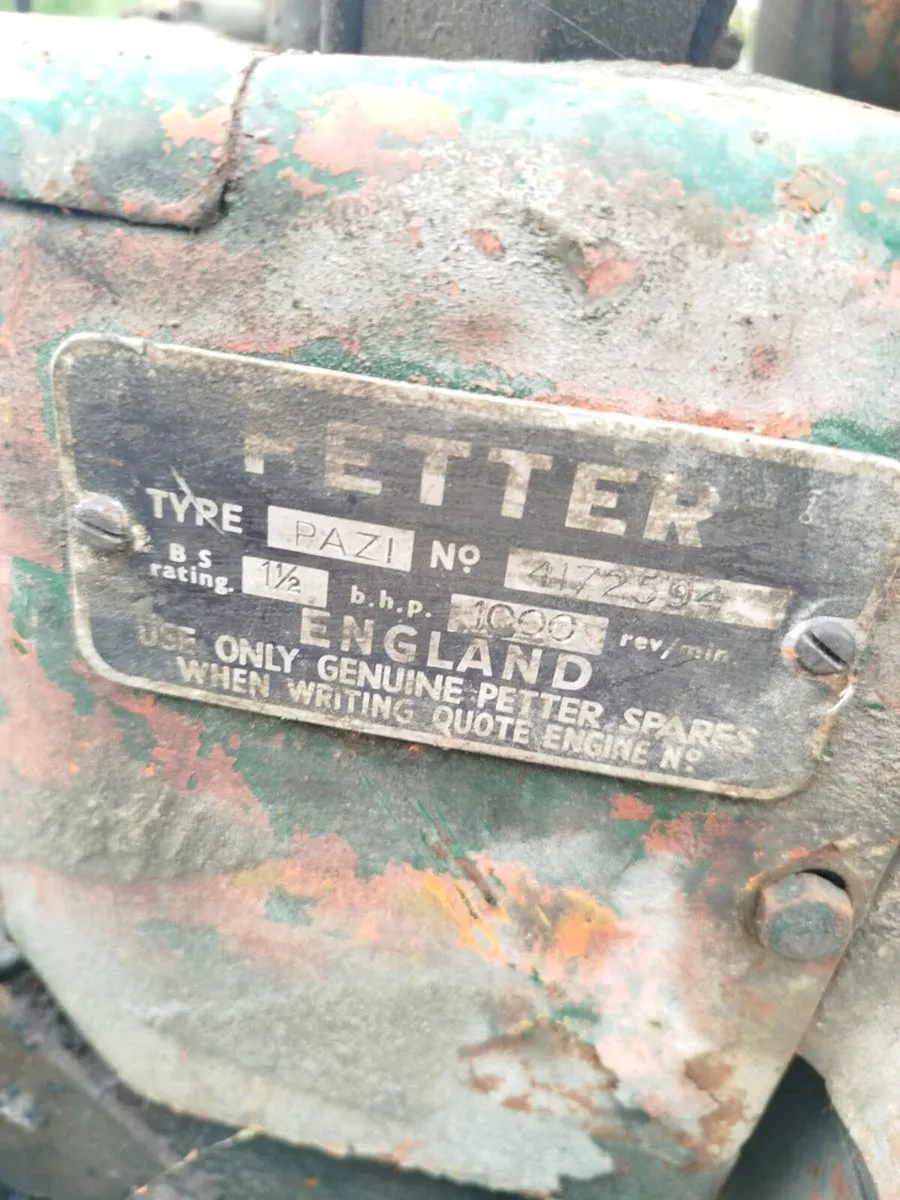 PETTER
TYPE PAZ1 Nº 4172594
B S rating. 1½ b.h.p. 1000 rev/min
ENGLAND
USE ONLY GENUINE PETTER SPARES
WHEN WRITING QUOTE ENGINE Nº